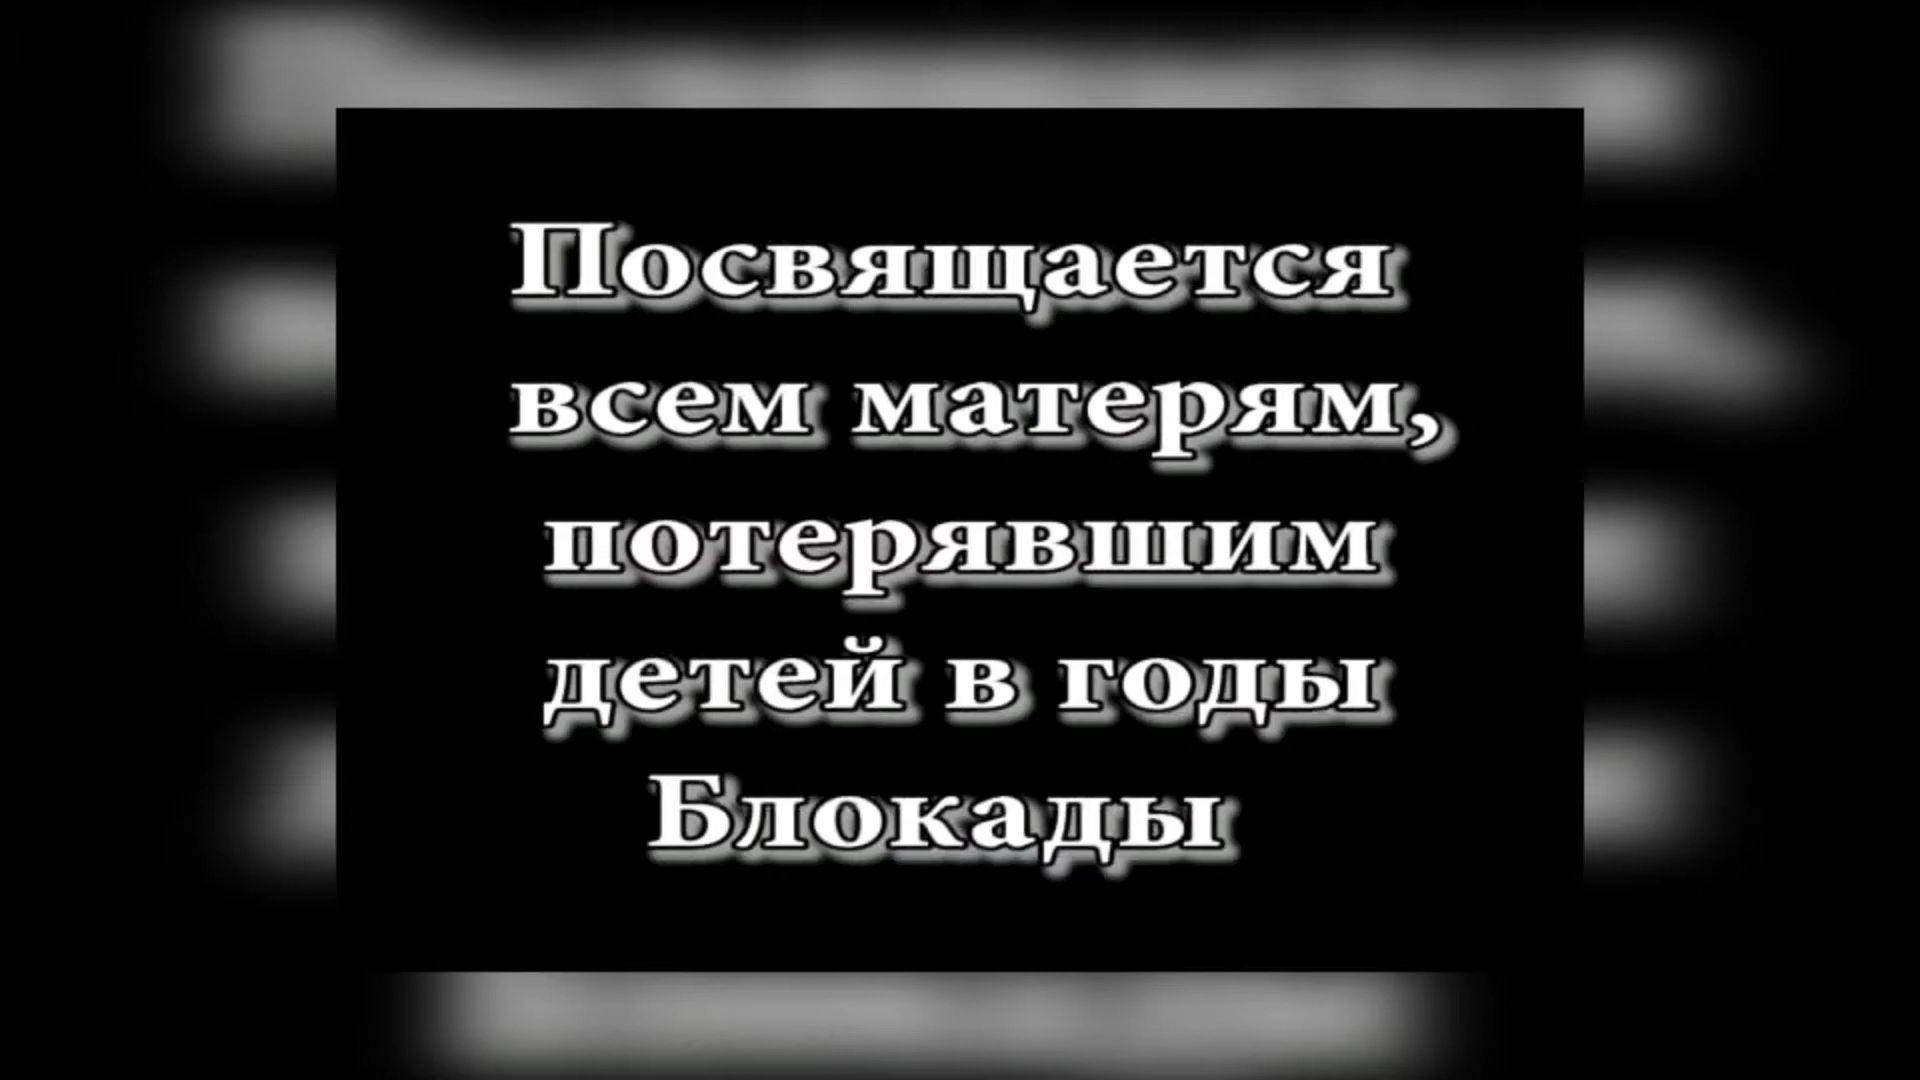 Посвящается
всем матерям,
потерявшим
детей в годы
Блокады